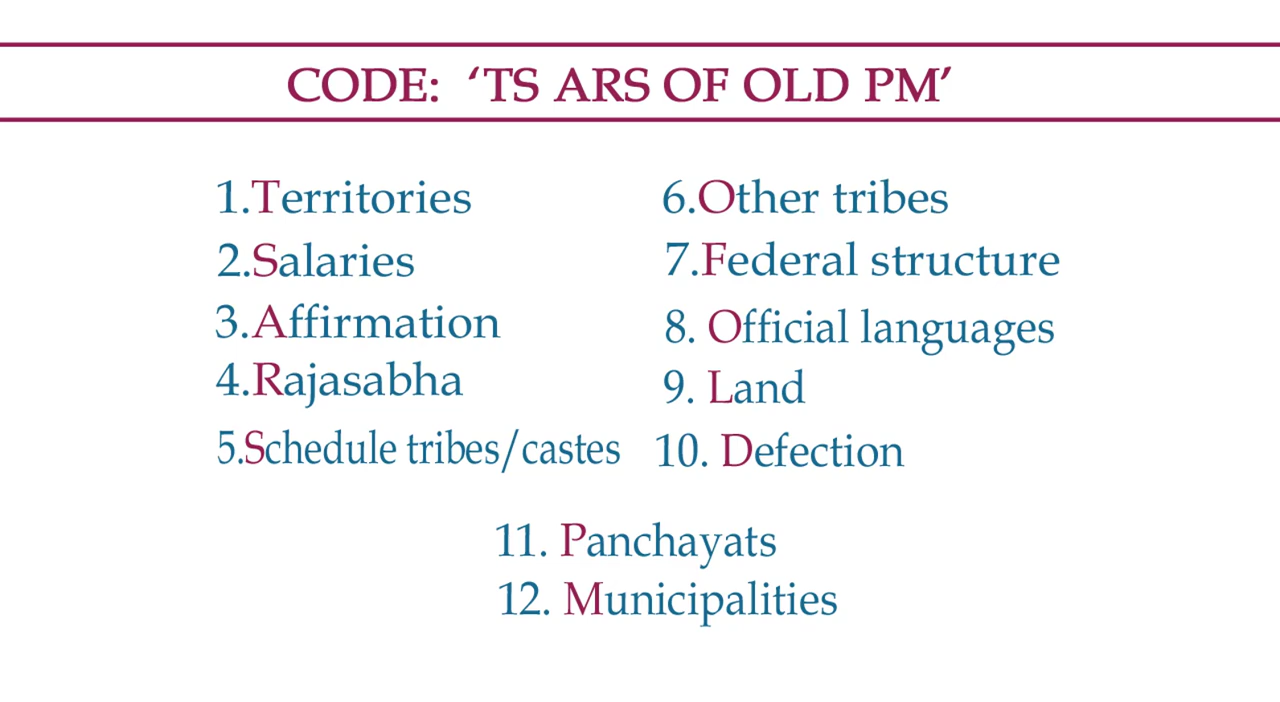 CODE: ‘TS ARS OF OLD PM’
1.Territories
2.Salaries
3.Affirmation
4.Rajasabha
5.Schedule tribes/castes
6.Other tribes
7.Federal structure
8. Official languages
9. Land
10. Defection
11. Panchayats
12. Municipalities